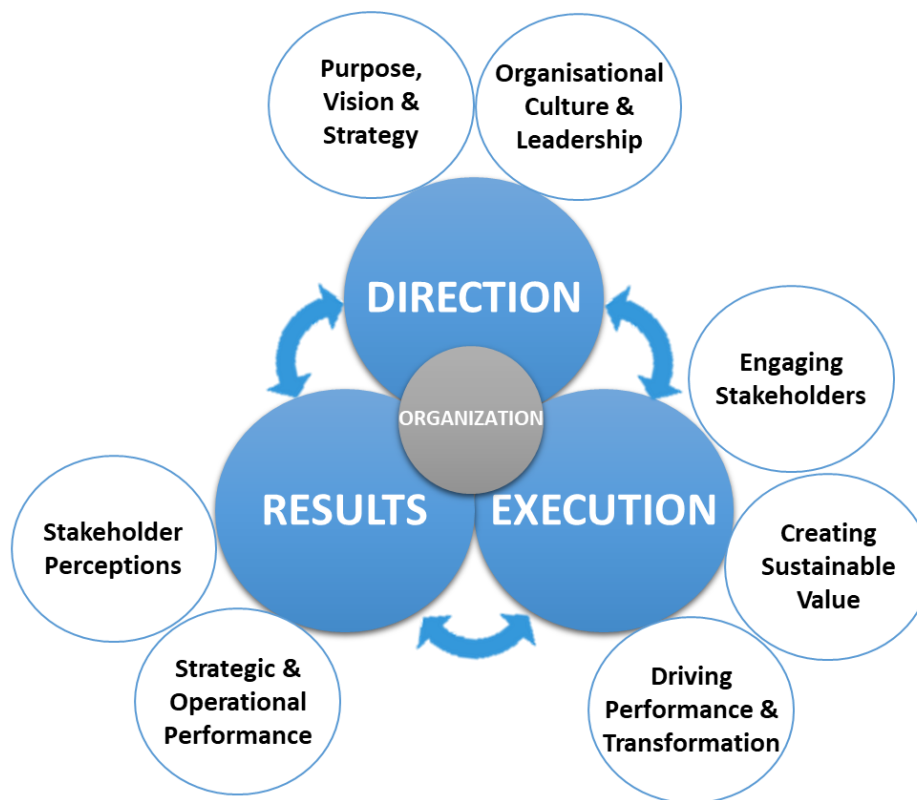 Purpose,
Vision &
Strategy
Organisational
Culture &
Leadership
DIRECTION
Engaging
Stakeholders
ORGANIZATION
RESULTS
EXECUTION
Stakeholder
Perceptions
Creating
Sustainable
Value
Strategic &
Operational
Performance
Driving
Performance &
Transformation